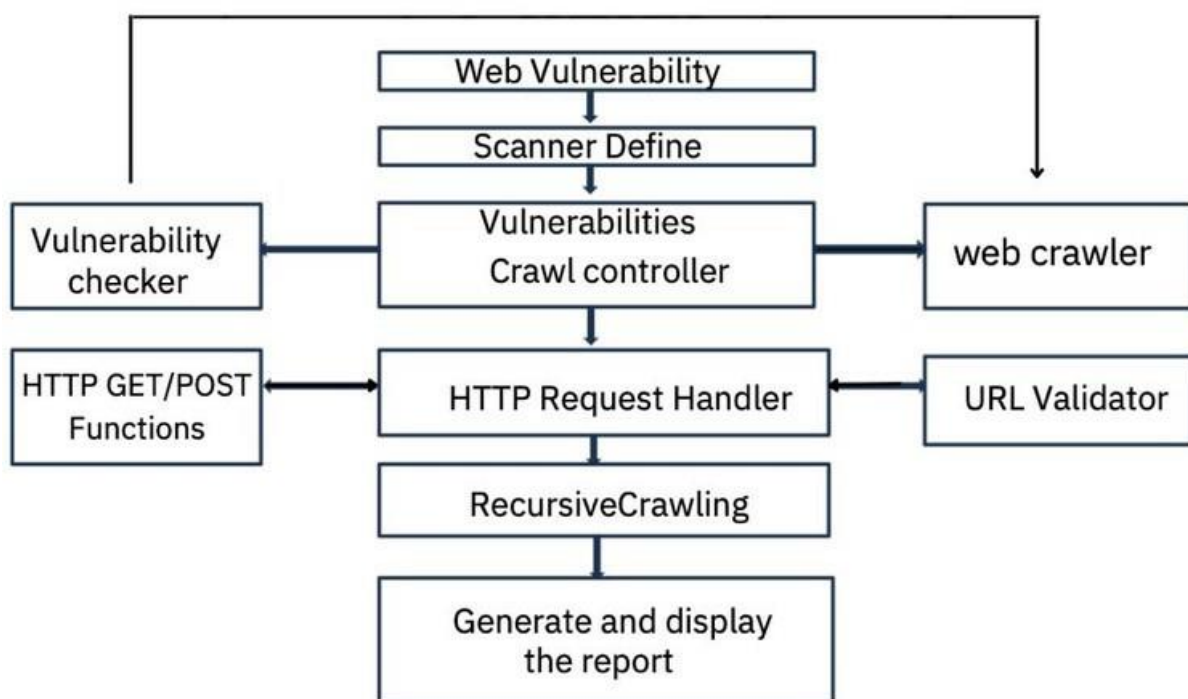 Web Vulnerability
Scanner Define
Vulnerability
checker
Vulnerabilities
Crawl controller
web crawler
HTTP GET/POST
Functions
HTTP Request Handler
URL Validator
RecursiveCrawling
Generate and display
the report